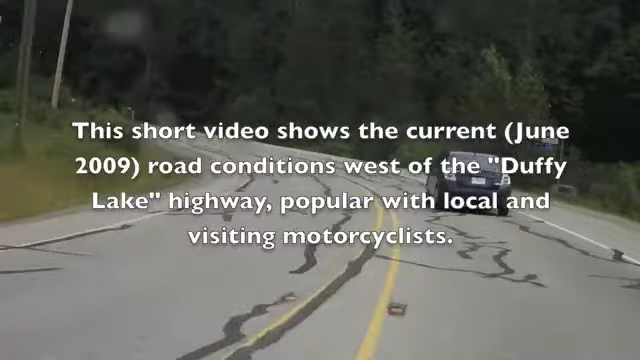 This short video shows the current (June
2009) road conditions west of the "Duffy
Lake" highway, popular with local and
visiting motorcyclists.